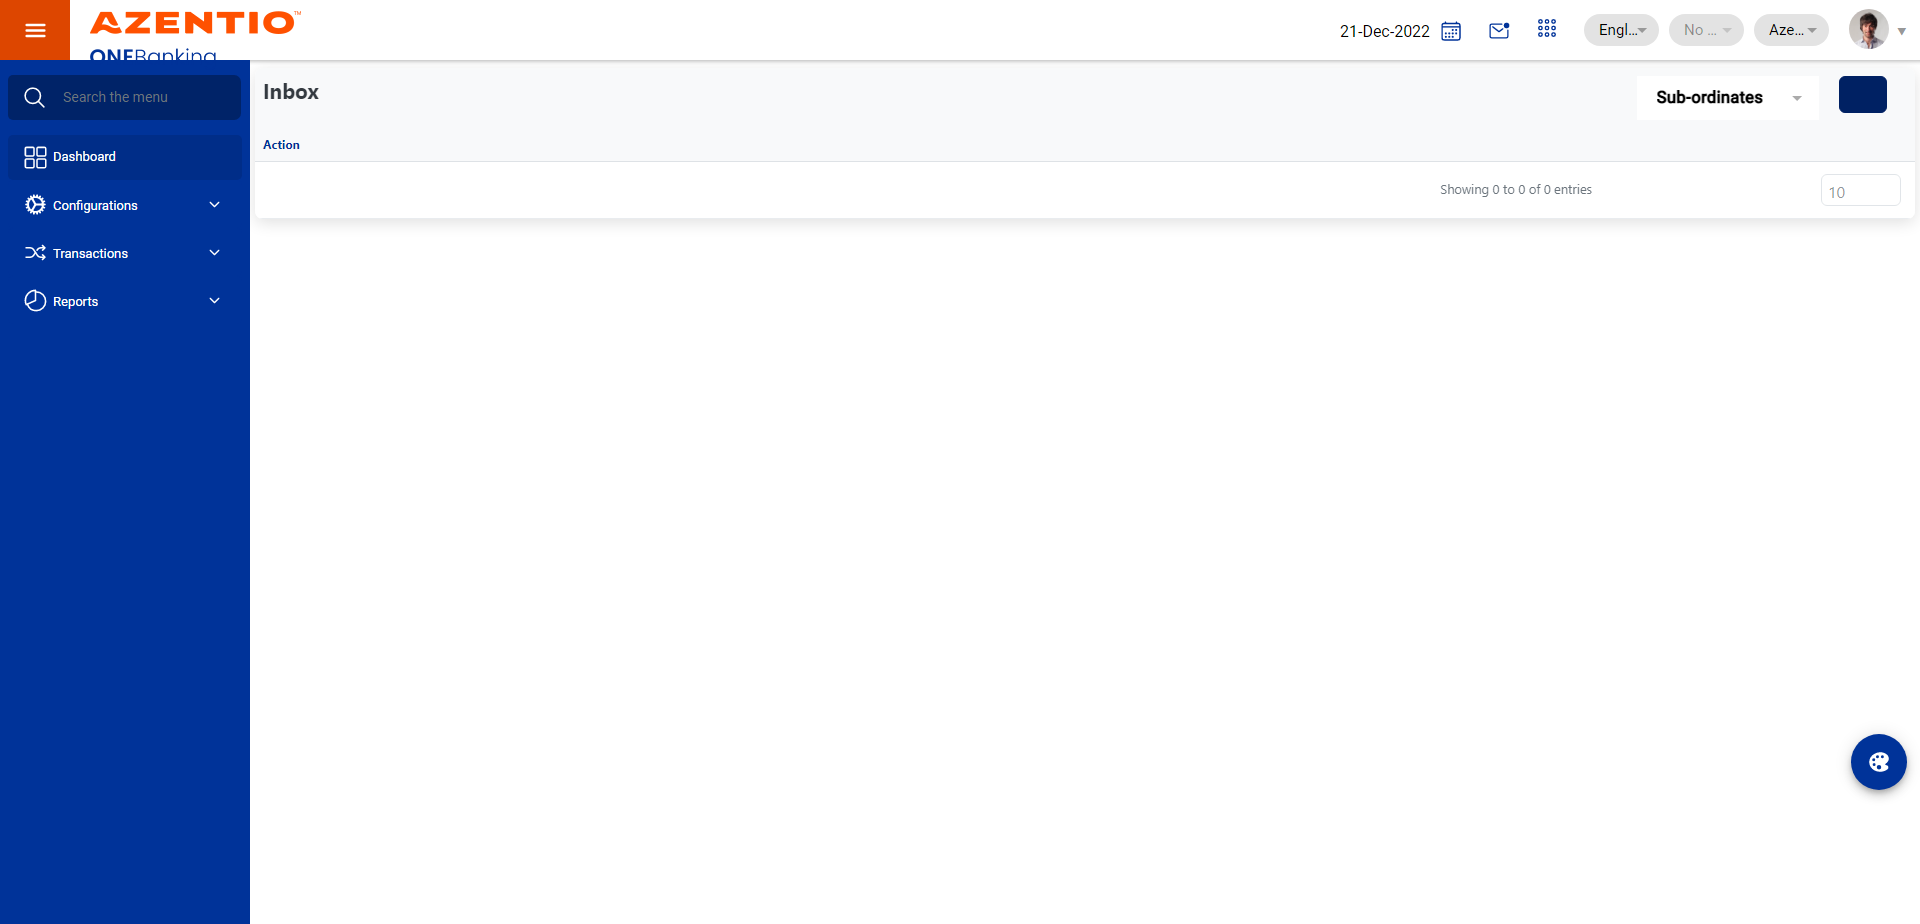 AZENTIO™
ONEBanking
21-Dec-2022
Engl...
No ...
Aze...
Search the menu
Dashboard
Configurations
Transactions
Reports
Inbox
Sub-ordinates
Action
Showing 0 to 0 of 0 entries
10